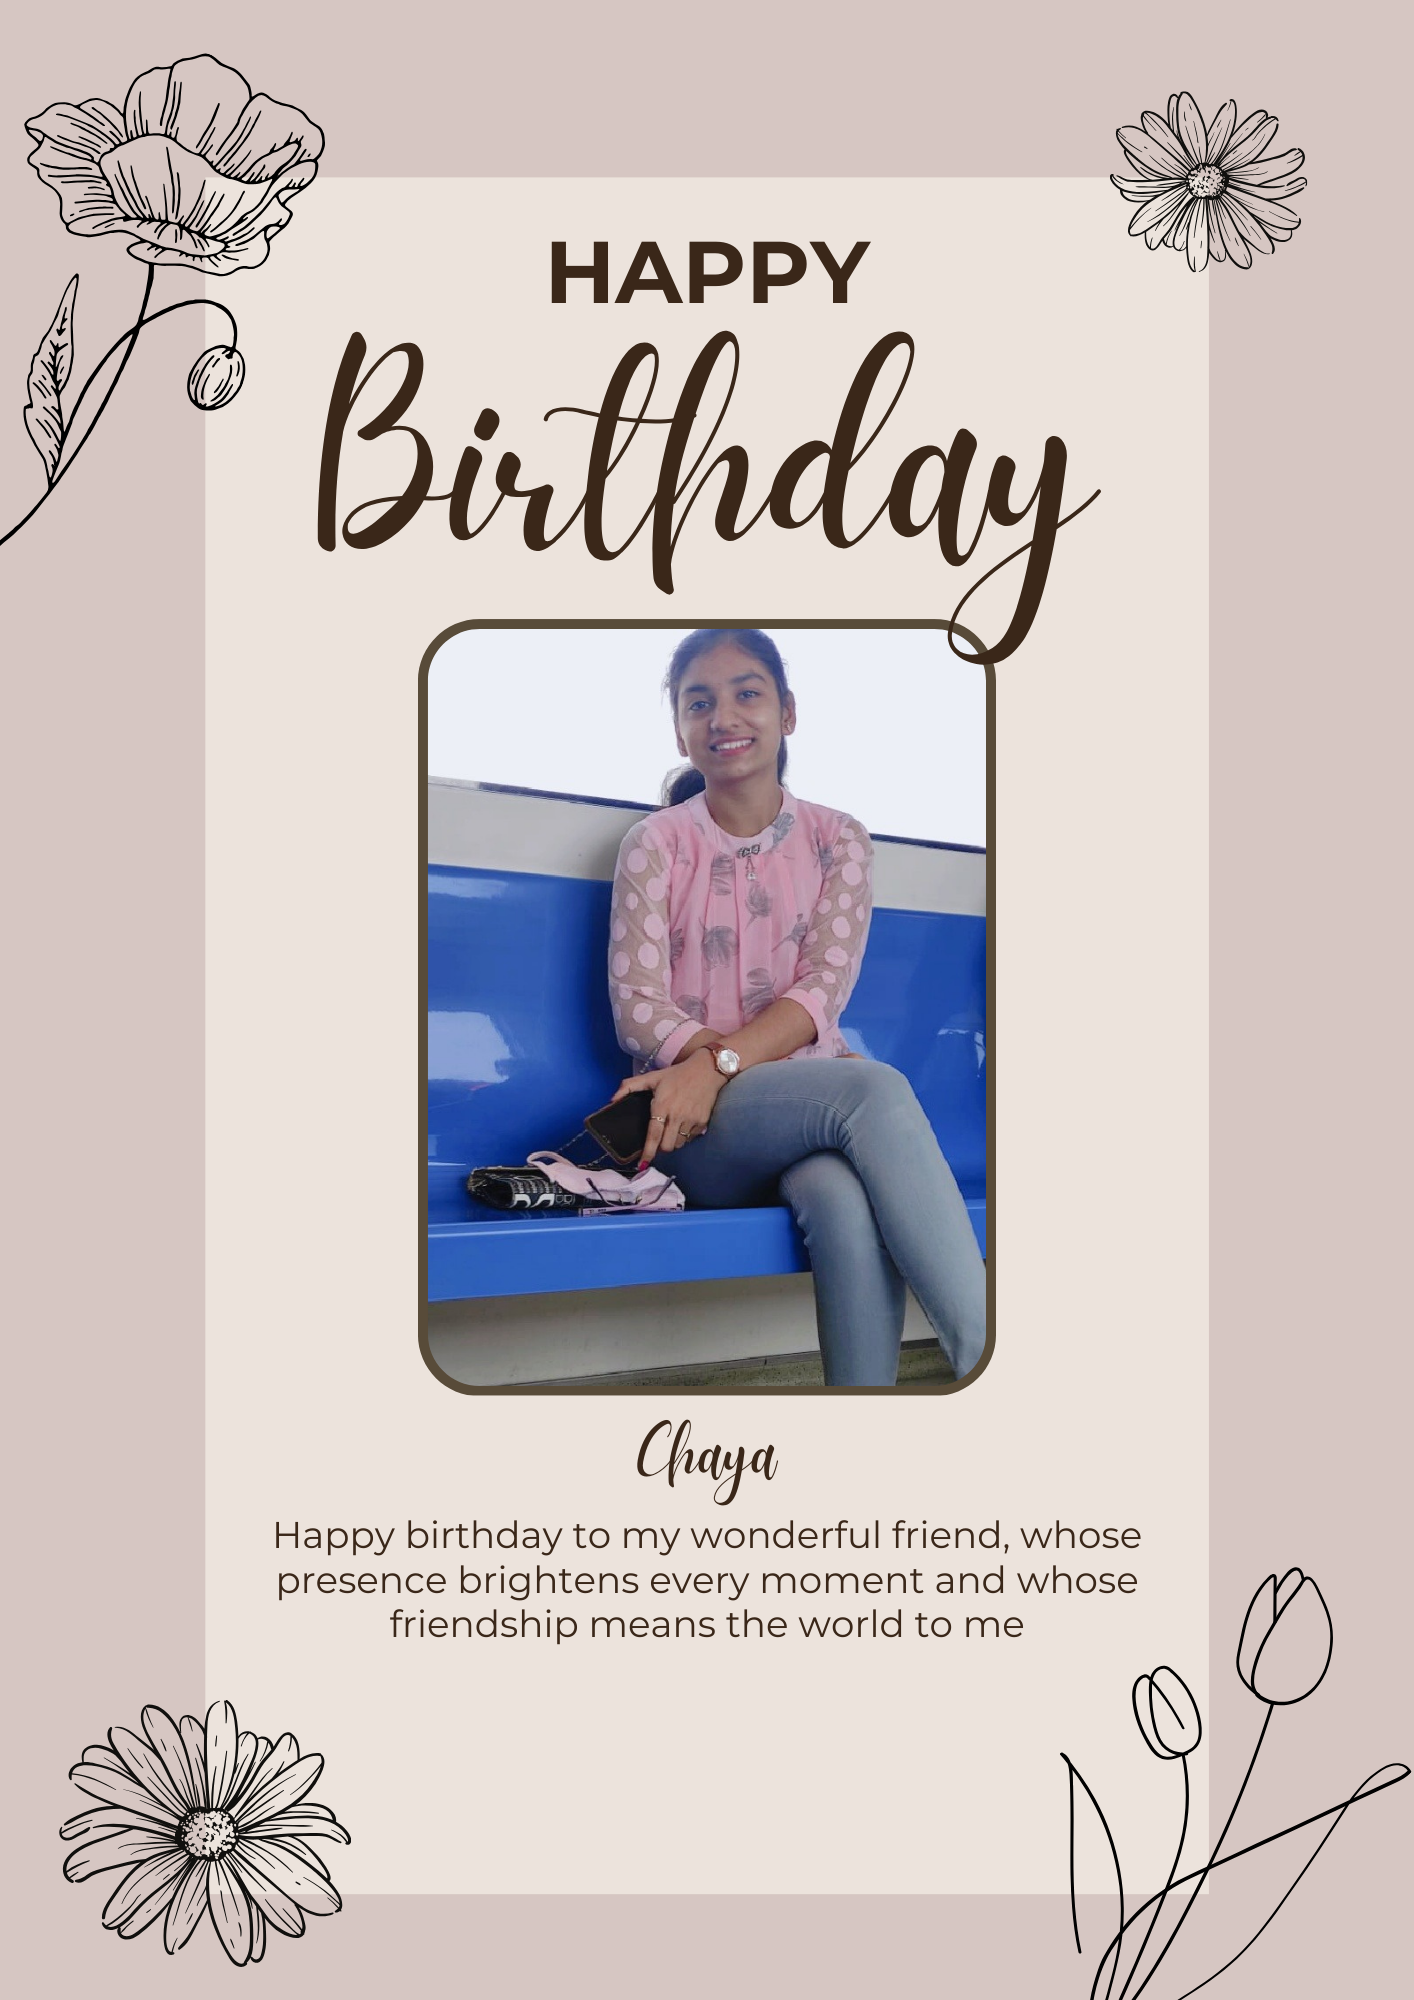 HAPPY
Birthday
Chaya
Happy birthday to my wonderful friend, whose
presence brightens every moment and whose
friendship means the world to me